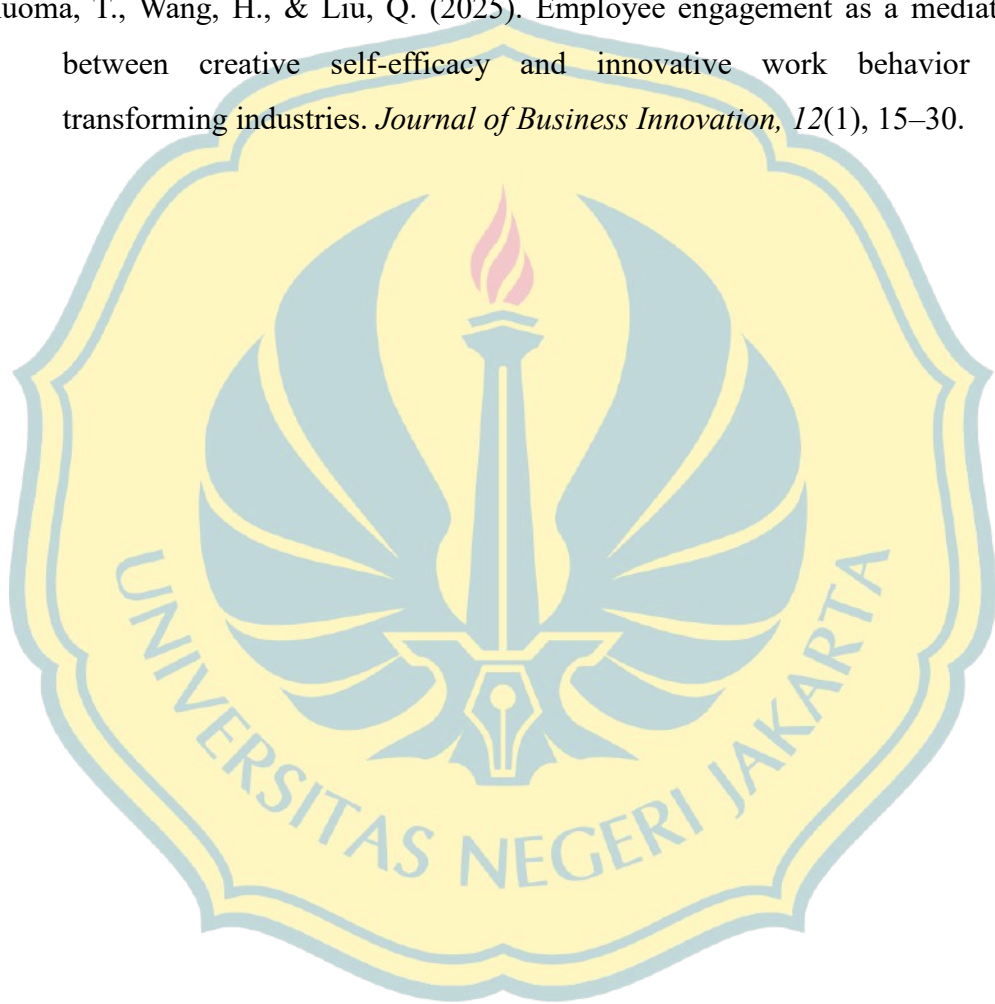 uoma, T., Wang, H., & Liu, Q. (2025). Employee engagement as a mediat
between creative self-efficacy and innovative work behavior
transforming industries. Journal of Business Innovation, 12(1), 15–30.
UNIVERSITAS NEGERI JAKARTA